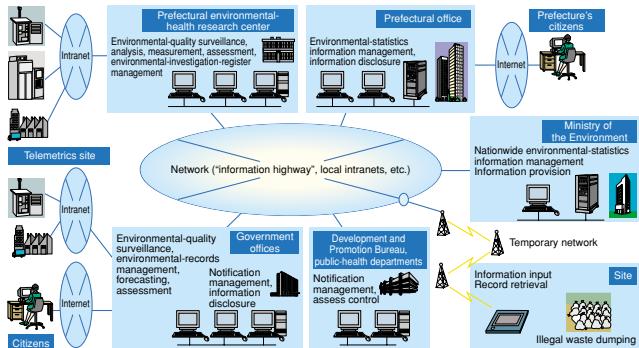 Prefectural environmental-
health research center
Environmental-quality surveillance,
analysis, measurement, assessment,
environmental-investigation-register
management
Intranet
Prefectural office
Environmental-statistics
information management,
information disclosure
Internet
Prefecture's
citizens
Ministry of
the Environment
Nationwide environmental-statistics
information management
Information provision
Telemetrics site
Intranet
Network ("information highway", local intranets, etc.)
Environmental-quality
surveillance,
environmental-records
management,
forecasting,
assessment
Government
offices
Notification
management,
information
disclosure
Development and
Promotion Bureau,
public-health departments
Notification
management,
assess control
Temporary network
Site
Information input
Record retrieval
Illegal waste dumping
Internet
Citizens